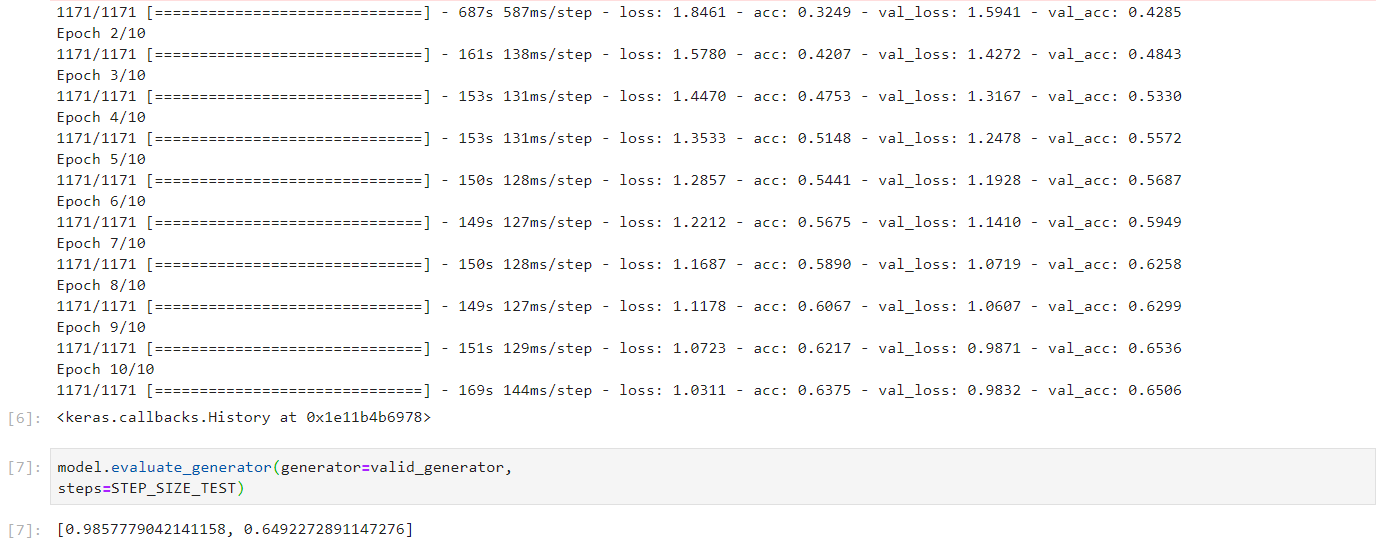 1171/1171 [==============================] - 687s 587ms/step - loss: 1.8461 - acc: 0.3249 - val_loss: 1.5941 - val_acc: 0.4285
Epoch 2/10
1171/1171 [==============================] - 161s 138ms/step - loss: 1.5780 - acc: 0.4207 - val_loss: 1.4272 - val_acc: 0.4843
Epoch 3/10
1171/1171 [==============================] - 153s 131ms/step - loss: 1.4470 - acc: 0.4753 - val_loss: 1.3167 - val_acc: 0.5330
Epoch 4/10
1171/1171 [==============================] - 153s 131ms/step - loss: 1.3533 - acc: 0.5148 - val_loss: 1.2478 - val_acc: 0.5572
Epoch 5/10
1171/1171 [==============================] - 150s 128ms/step - loss: 1.2857 - acc: 0.5441 - val_loss: 1.1928 - val_acc: 0.5687
Epoch 6/10
1171/1171 [==============================] - 149s 127ms/step - loss: 1.2212 - acc: 0.5675 - val_loss: 1.1410 - val_acc: 0.5949
Epoch 7/10
1171/1171 [==============================] - 150s 128ms/step - loss: 1.1687 - acc: 0.5890 - val_loss: 1.0719 - val_acc: 0.6258
Epoch 8/10
1171/1171 [==============================] - 149s 127ms/step - loss: 1.1178 - acc: 0.6067 - val_loss: 1.0607 - val_acc: 0.6299
Epoch 9/10
1171/1171 [==============================] - 151s 129ms/step - loss: 1.0723 - acc: 0.6217 - val_loss: 0.9871 - val_acc: 0.6536
Epoch 10/10
1171/1171 [==============================] - 169s 144ms/step - loss: 1.0311 - acc: 0.6375 - val_loss: 0.9832 - val_acc: 0.6506
[6]: <keras.callbacks.History at 0x1e11b4b6978>
[7]: model.evaluate_generator(generator=valid_generator,
steps=STEP_SIZE_TEST)
[7]: [0.9857779042141158, 0.6492272891147276]